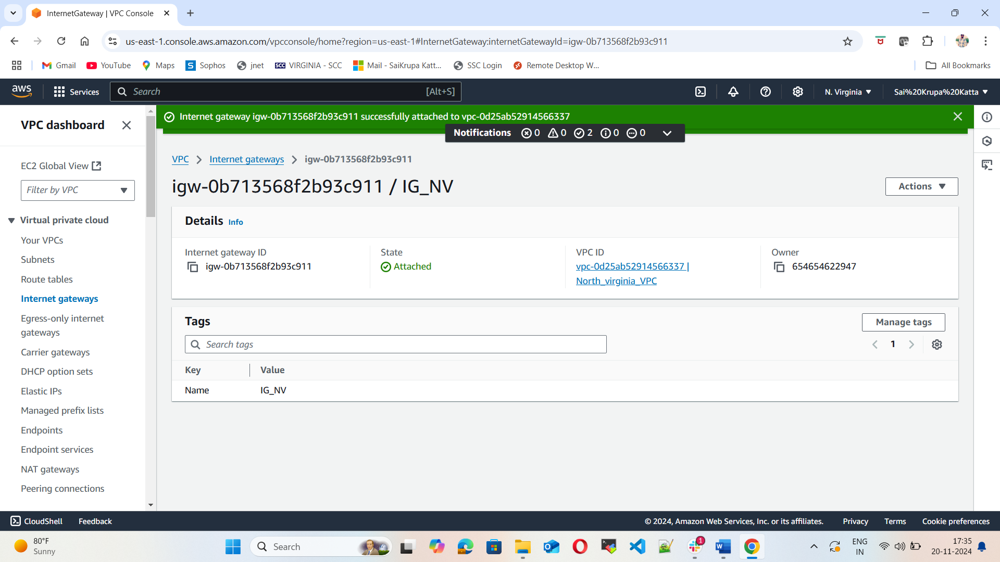 InternetGateway | VPC Console
us-east-1.console.aws.amazon.com/vpcconsole/home?region=us-east-1#InternetGateway:internetGatewayId=igw-0b713568f2b93c911
Gmail
YouTube
Maps
Sophos
jnet
SCC VIRGINIA - SCC
Mail - SaiKrupa Katt...
SSC Login
Remote Desktop W...
All Bookmarks
aws
Services
Search
[Alt+S]
N. Virginia
Sai%20Krupa%20Katta
VPC dashboard
EC2 Global View
Filter by VPC
Virtual private cloud
Your VPCs
Subnets
Route tables
Internet gateways
Egress-only internet
gateways
Carrier gateways
DHCP option sets
Elastic IPs
Managed prefix lists
Endpoints
Endpoint services
NAT gateways
Peering connections
Internet gateway igw-0b713568f2b93c911 successfully attached to vpc-0d25ab52914566337
Notifications 0 0 2 0 0
VPC
Internet gateways
igw-0b713568f2b93c911
igw-0b713568f2b93c911 / IG_NV
Actions
Details Info
Internet gateway ID
igw-0b713568f2b93c911
State
Attached
VPC ID
vpc-0d25ab52914566337 |
North_virginia_VPC
Owner
654654622947
Tags
Manage tags
Search tags
1
Key
Value
Name
IG_NV
CloudShell
Feedback
© 2024, Amazon Web Services, Inc. or its affiliates.
Privacy
Terms
Cookie preferences
80°F
Sunny
Search
1
ENG
IN
17:35
20-11-2024